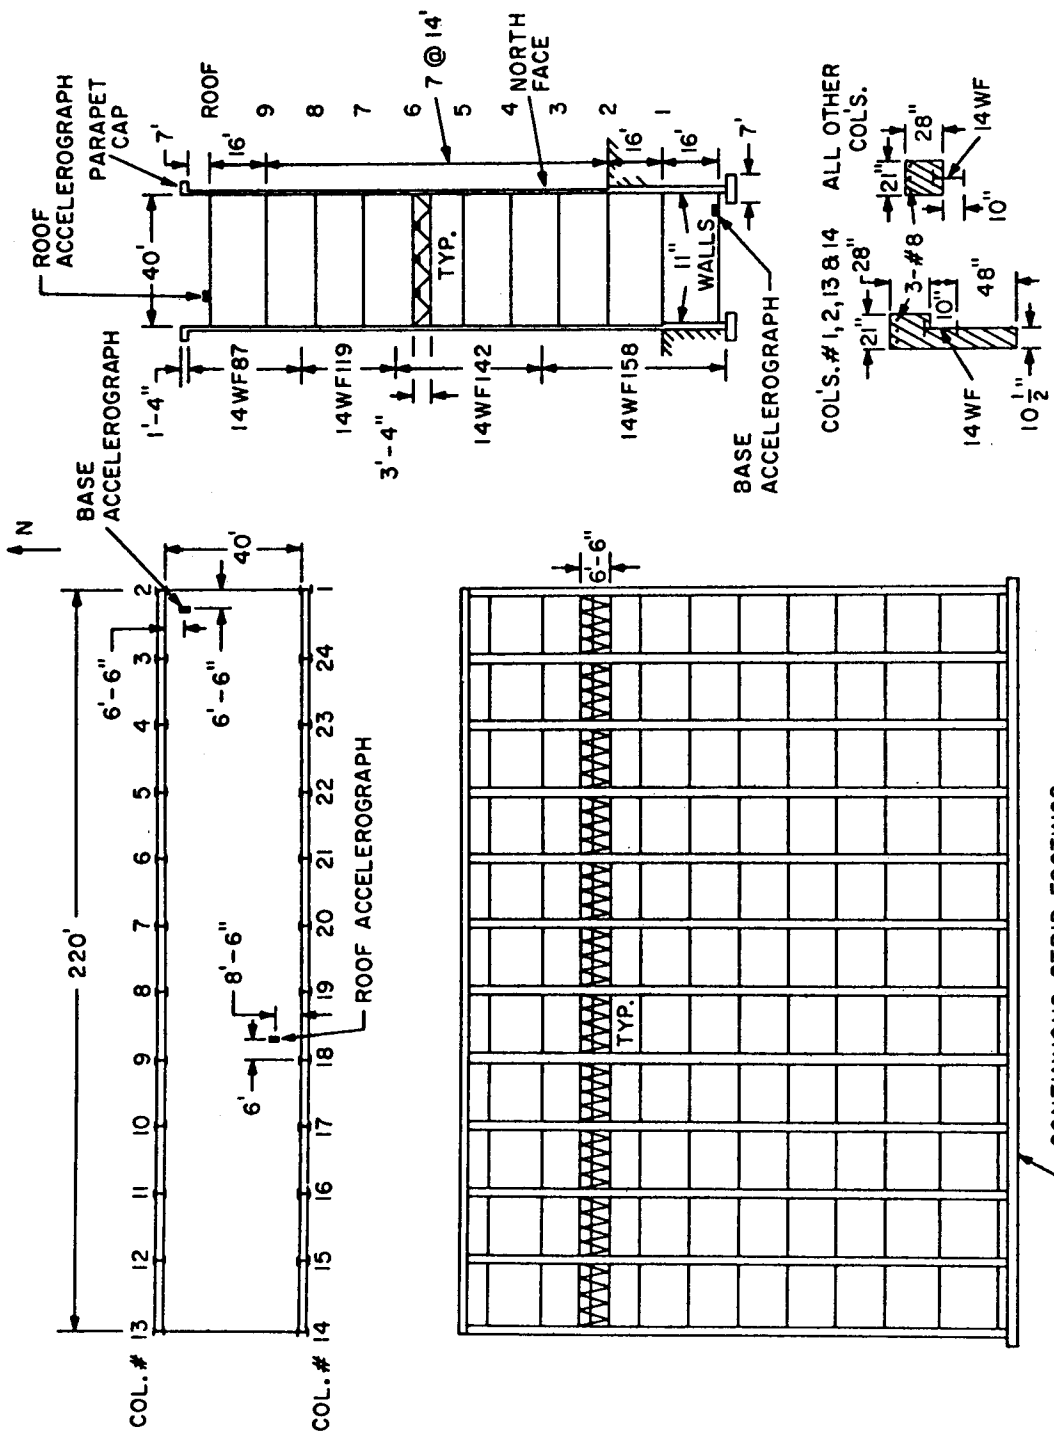 N
220'
COL.#
13
12
11
10
9
8
7
6
5
4
3
2
COL.#
14
15
16
17
18
19
20
21
22
23
24
1
6'-6"
6'-6"
40'
BASE
ACCELEROGRAPH
6'
8'-6"
ROOF ACCELEROGRAPH
6'-6"
TYP.
ROOF
ACCELEROGRAPH
PARAPET
CAP
40'
7'
1'-4"
16'
ROOF
9
8
7
6
5
4
3
2
1
7 @ 14'
NORTH
FACE
16'
16'
7'
14WF87
14WF119
14WF142
14WF158
3'-4"
TYP.
11"
WALLS
BASE
ACCELEROGRAPH
COL'S. # 1, 2, 13 & 14
28"
21"
3-#8
10"
48"
14WF
10 1/2"
ALL OTHER
COL'S.
21"
28"
10"
14WF